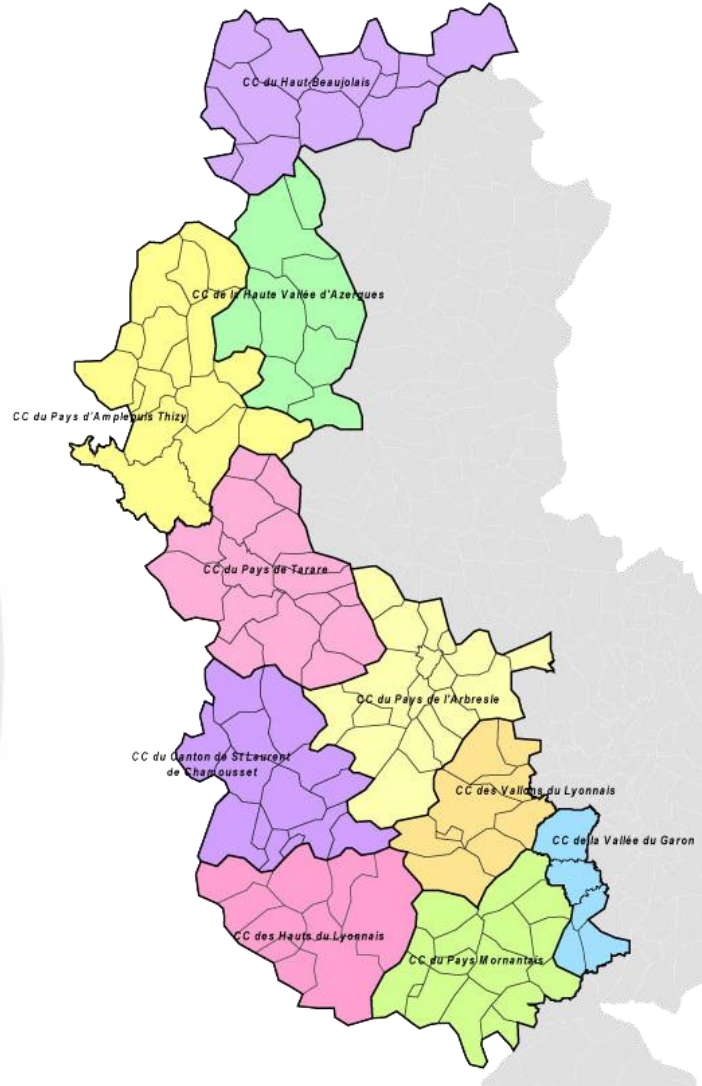 CC du Haut-Beaujolais
CC de la Haute Vallée d'Azergues
CC du Pays d'Amplepuis Thizy
CC du Pays de Tarare
CC du Pays de l'Arbresle
CC du Canton de St Laurent
de Chamousset
CC des Vallons du Lyonnais
CC de la Vallée du Garon
CC des Hauts du Lyonnais
CC du Pays Mornantais